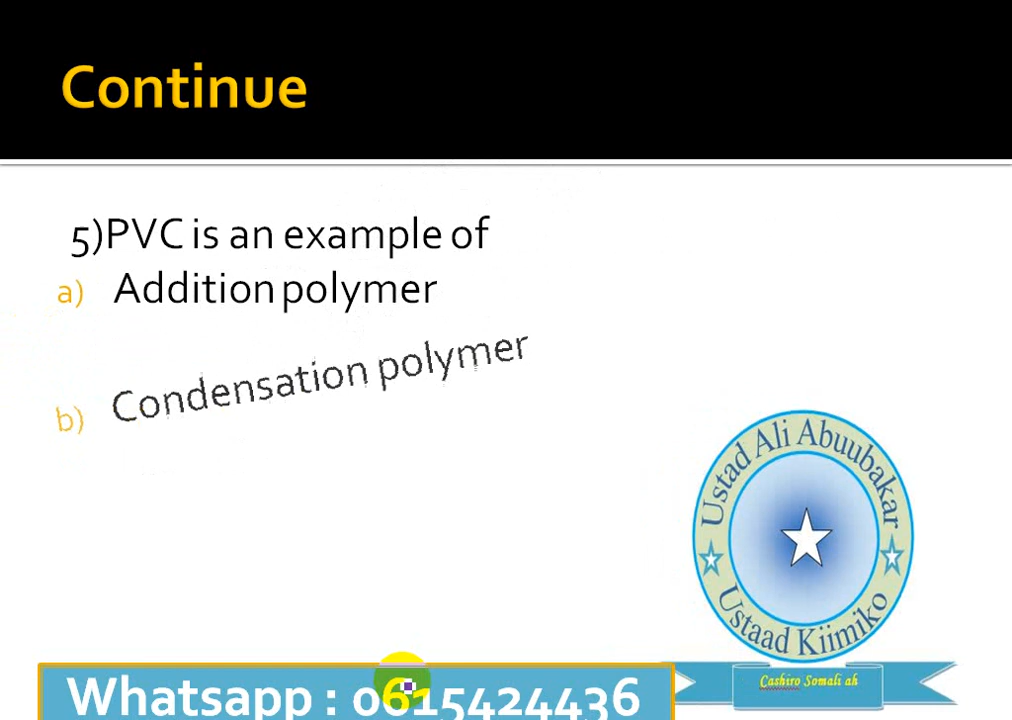 Continue
5)PVC is an example of
a) Addition polymer
b) Condensation polymer
Ustad Ali Abuubakar
Ustaad Kiimiko
Cashiro Somali ah
Whatsapp : 0615424436